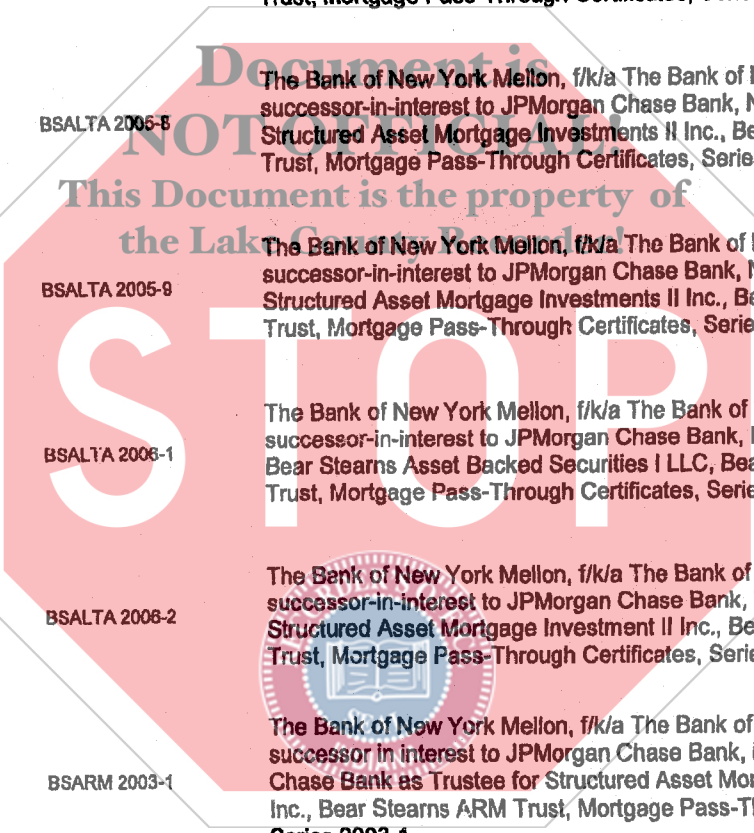 Trust, Mortgage Pass-Through Certificates,
Document is
NOT OFFICIAL!
This Document is the property of
the Lake County Recorder!
STOP
BSALTA 2005-8
The Bank of New York Mellon, f/k/a The Bank of
successor-in-interest to JPMorgan Chase Bank, N
Structured Asset Mortgage Investments II Inc., Be
Trust, Mortgage Pass-Through Certificates, Serie
BSALTA 2005-9
The Bank of New York Mellon, f/k/a The Bank of
successor-in-interest to JPMorgan Chase Bank, N
Structured Asset Mortgage Investments II Inc., Be
Trust, Mortgage Pass-Through Certificates, Serie
BSALTA 2006-1
The Bank of New York Mellon, f/k/a The Bank of
successor-in-interest to JPMorgan Chase Bank,
Bear Stearns Asset Backed Securities I LLC, Bea
Trust, Mortgage Pass-Through Certificates, Serie
BSALTA 2006-2
The Bank of New York Mellon, f/k/a The Bank of
successor-in-interest to JPMorgan Chase Bank,
Structured Asset Mortgage Investment II Inc., Be
Trust, Mortgage Pass-Through Certificates, Serie
BSARM 2003-1
The Bank of New York Mellon, f/k/a The Bank of
successor in interest to JPMorgan Chase Bank,
Chase Bank as Trustee for Structured Asset Mor
Inc., Bear Stearns ARM Trust, Mortgage Pass-Th
Series 2003-1